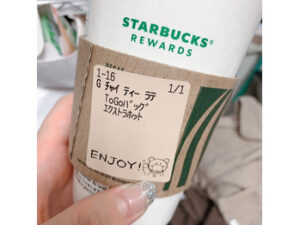 STARBUCKS®
REWARDS
1-16
1/1
G チャイ ティー ラテ
ToGoバッグ
エクストラホット
ENJOY!